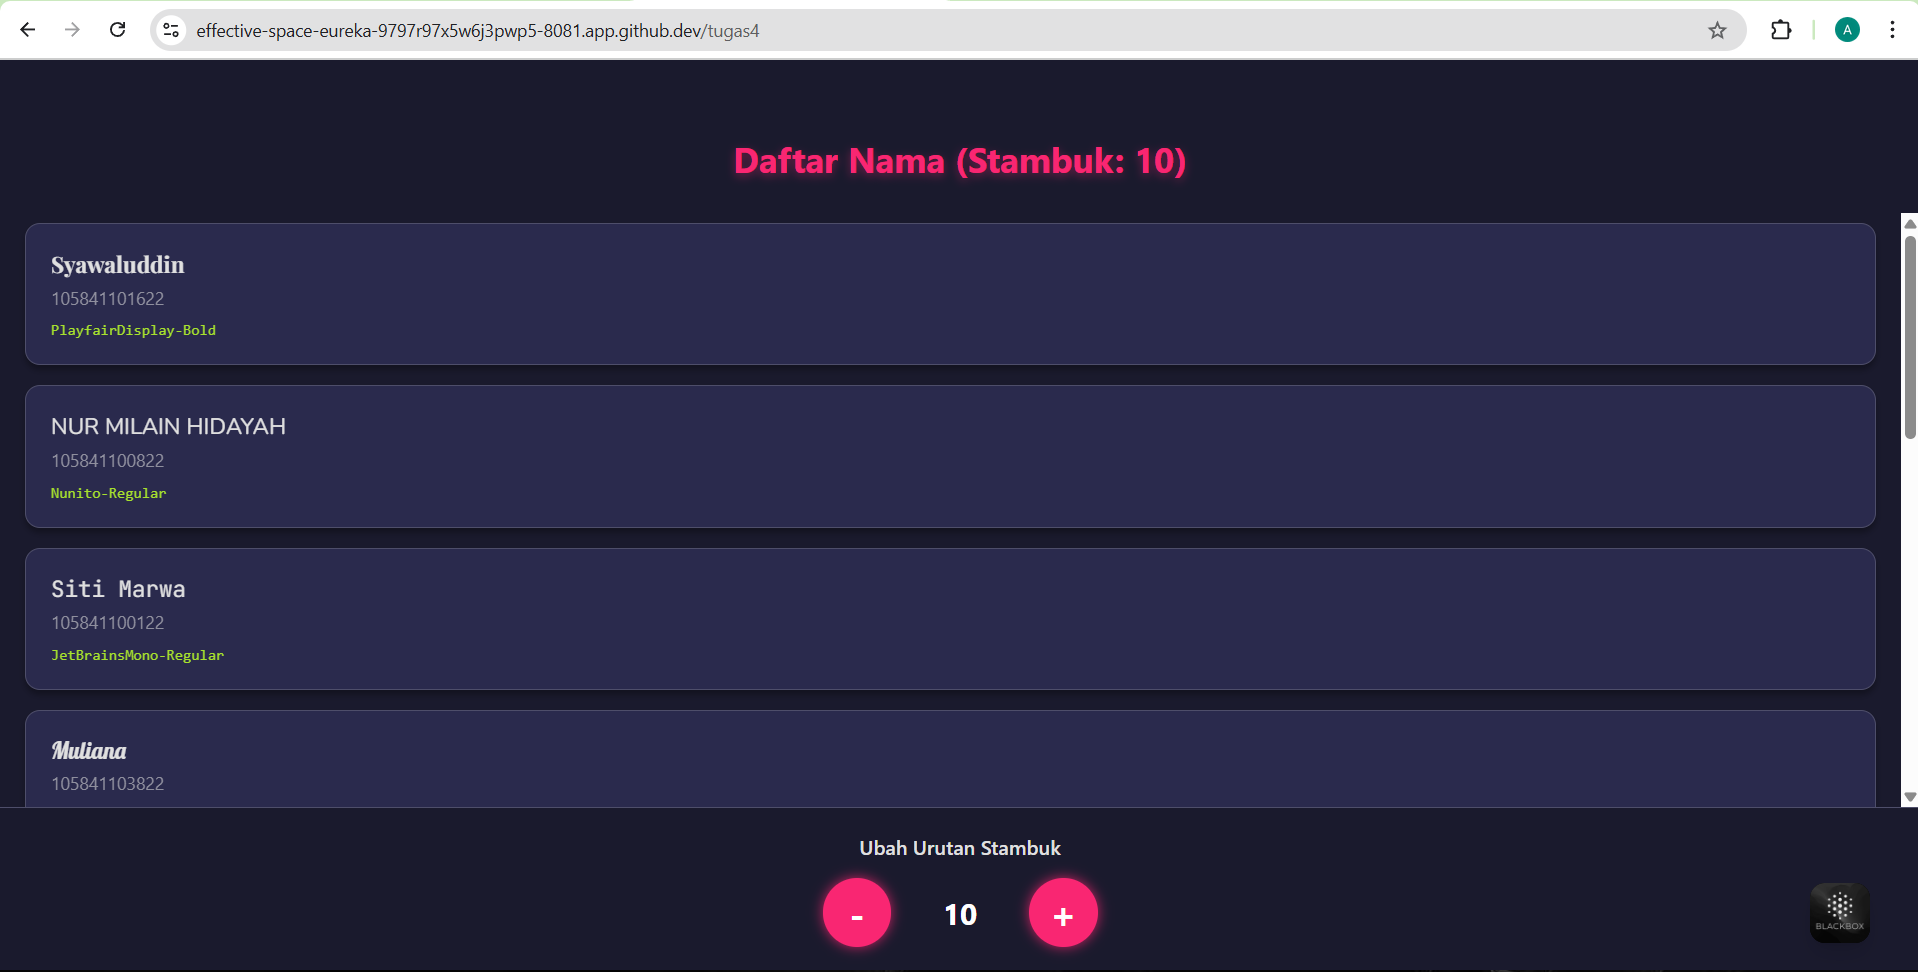 effective-space-eureka-9797r97x5w6j3pwp5-8081.app.github.dev/tugas4
A
Daftar Nama (Stambuk: 10)
Syawaluddin
105841101622
PlayfairDisplay-Bold
NUR MILAIN HIDAYAH
105841100822
Nunito-Regular
Siti Marwa
105841100122
JetBrainsMono-Regular
Muliana
105841103822
Ubah Urutan Stambuk
- 10 +
BLACKBOX